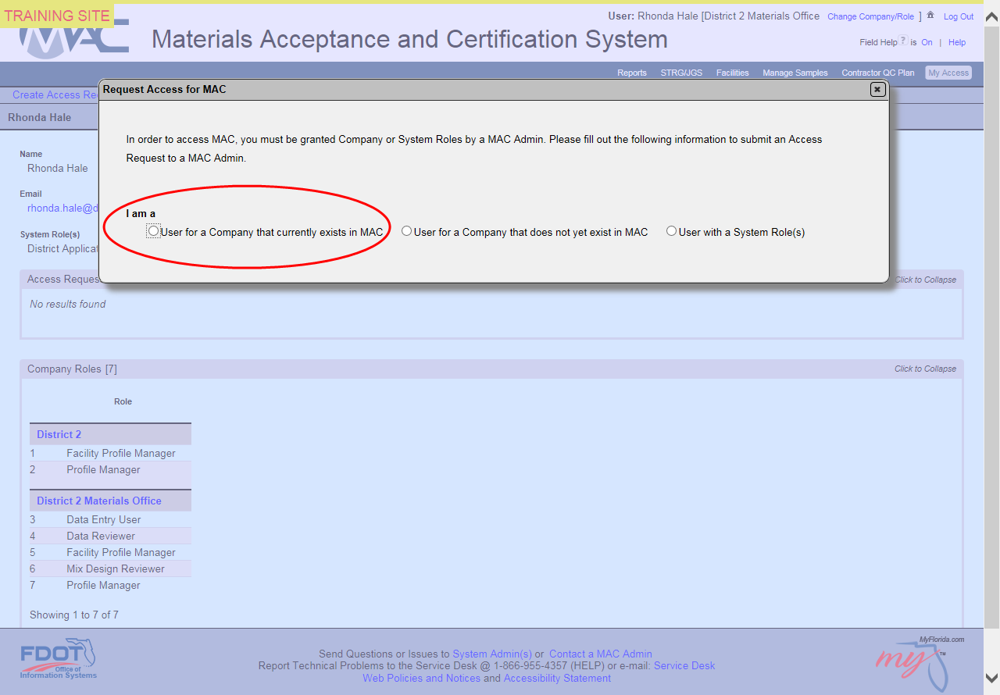 TRAINING SITE
MAC
User: Rhonda Hale [District 2 Materials Office Change Company/Role ] Log Out
Materials Acceptance and Certification System
Field Help ? is On | Help
Reports STRG/JGS Facilities Manage Samples Contractor QC Plan My Access
Create Access Re
Request Access for MAC
Rhonda Hale
In order to access MAC, you must be granted Company or System Roles by a MAC Admin. Please fill out the following information to submit an Access
Request to a MAC Admin.
Name
Rhonda Hale
Email
rhonda.hale@d
I am a
User for a Company that currently exists in MAC User for a Company that does not yet exist in MAC User with a System Role(s)
System Role(s)
District Applicat
Access Reques Click to Collapse
No results found
Company Roles [7] Click to Collapse
Role
District 2
1 Facility Profile Manager
2 Profile Manager
District 2 Materials Office
3 Data Entry User
4 Data Reviewer
5 Facility Profile Manager
6 Mix Design Reviewer
7 Profile Manager
Showing 1 to 7 of 7
FDOT
Office of
Information Systems
Send Questions or Issues to System Admin(s) or Contact a MAC Admin
Report Technical Problems to the Service Desk @ 1-866-955-4357 (HELP) or e-mail: Service Desk
Web Policies and Notices and Accessibility Statement
MyFlorida.com
my
™